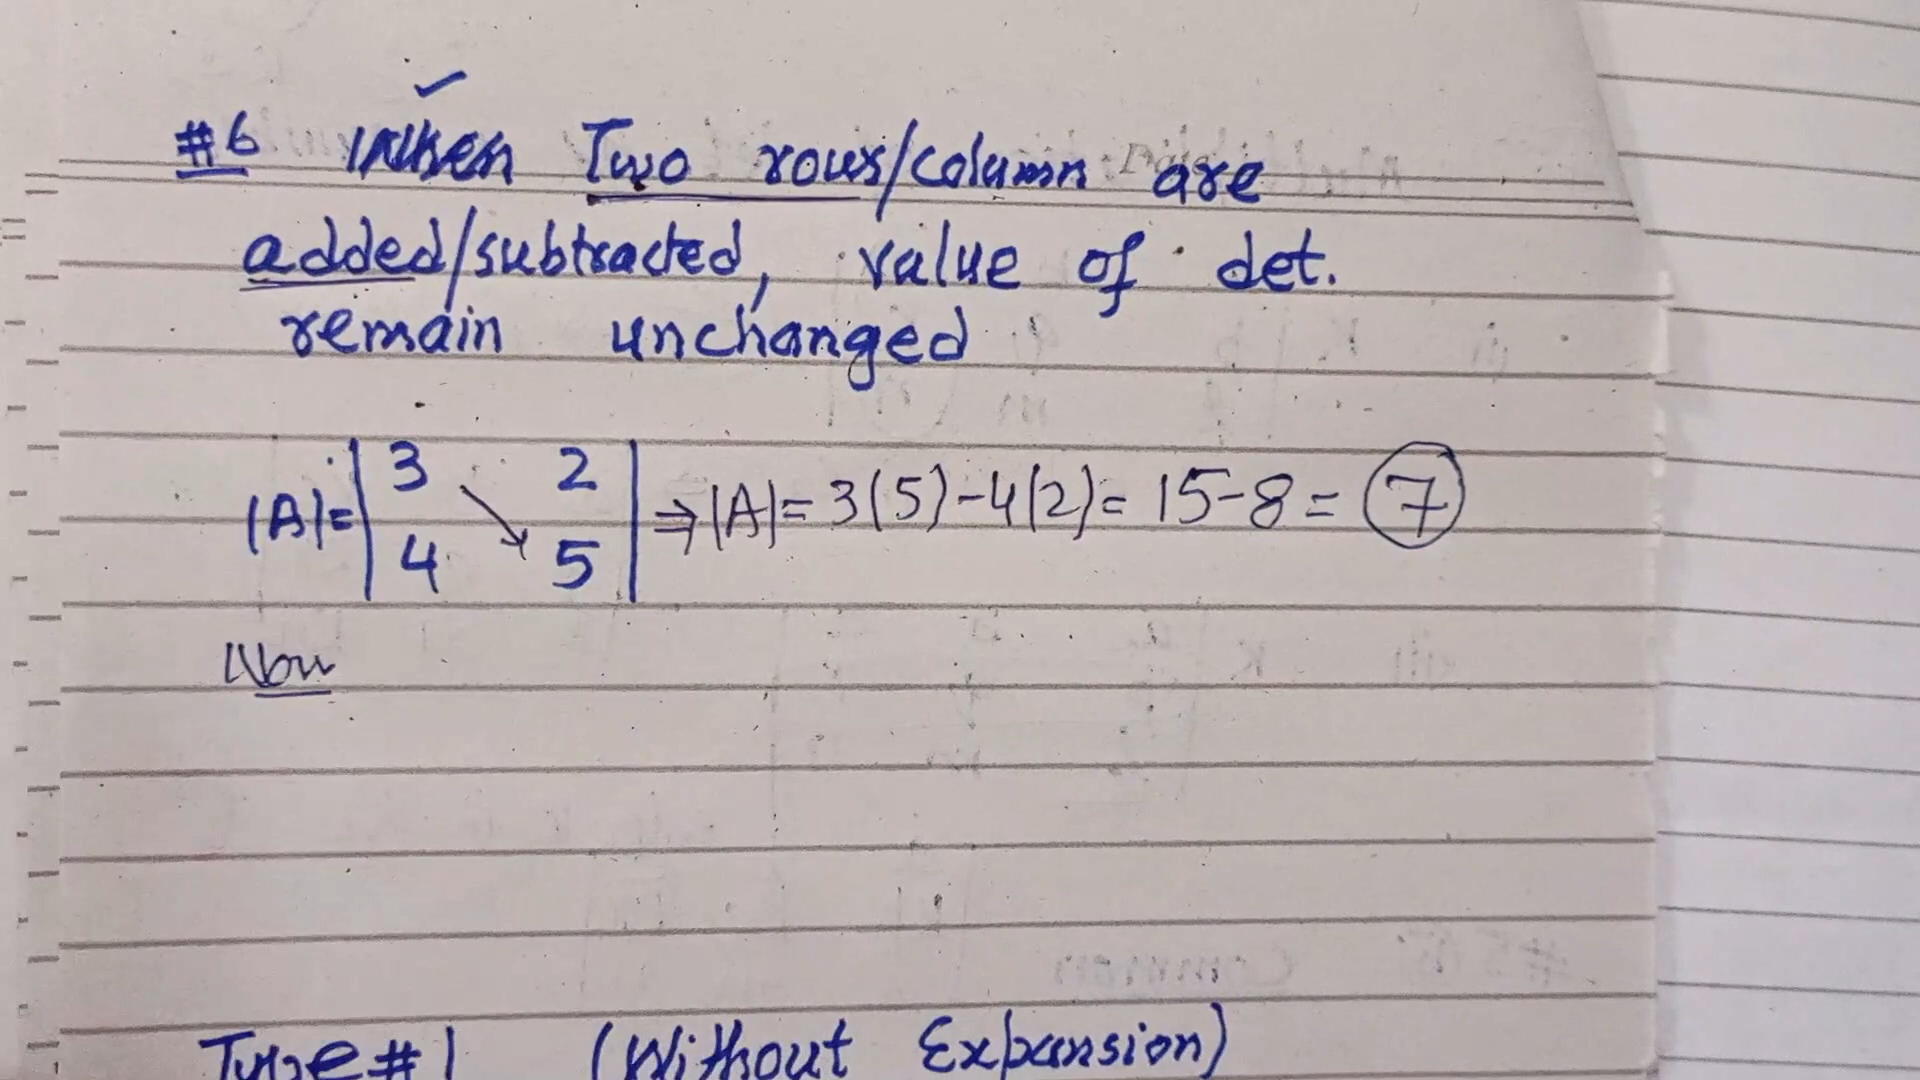 #6 When Two rows/column are
added/subtracted, value of det.
remain unchanged
|A|= | 3 2 | ⇒ |A|= 3(5)-4(2)= 15-8= 7
| 4 5 |
Now
Type#1 (Without Expansion)